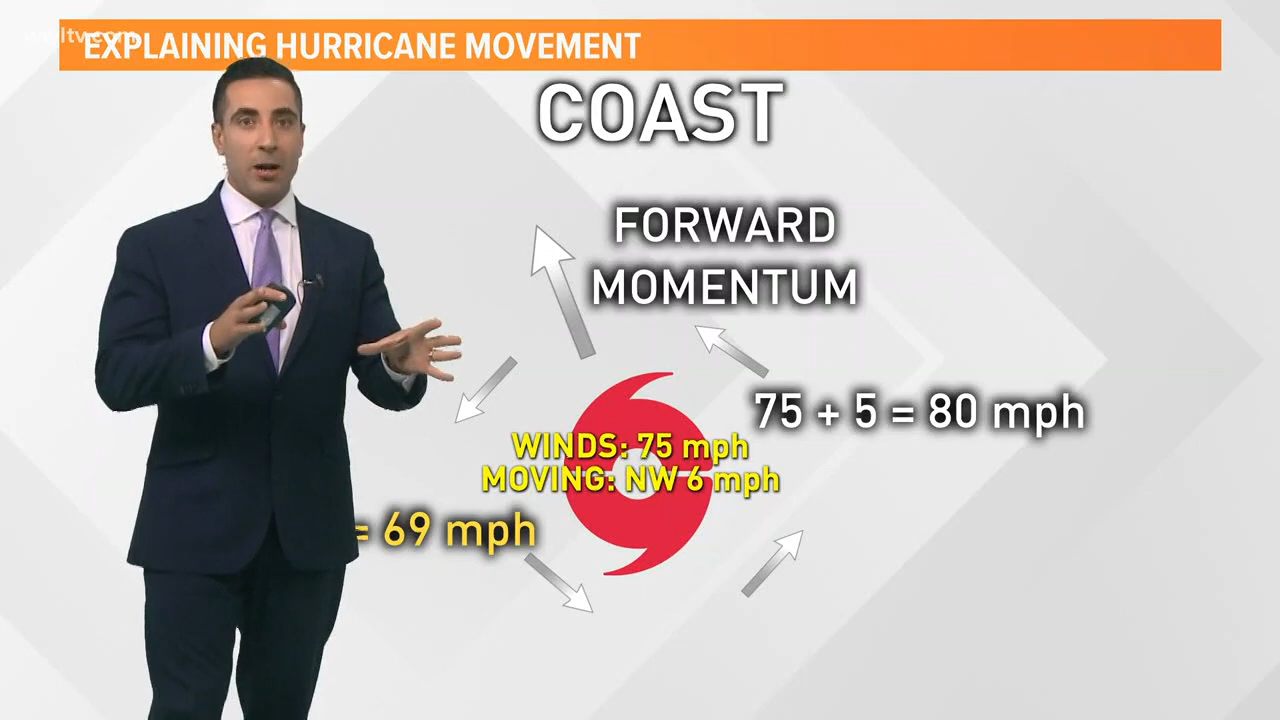 EXPLAINING HURRICANE MOVEMENT
COAST
FORWARD
MOMENTUM
75 + 5 = 80 mph
WINDS: 75 mph
MOVING: NW 6 mph
= 69 mph